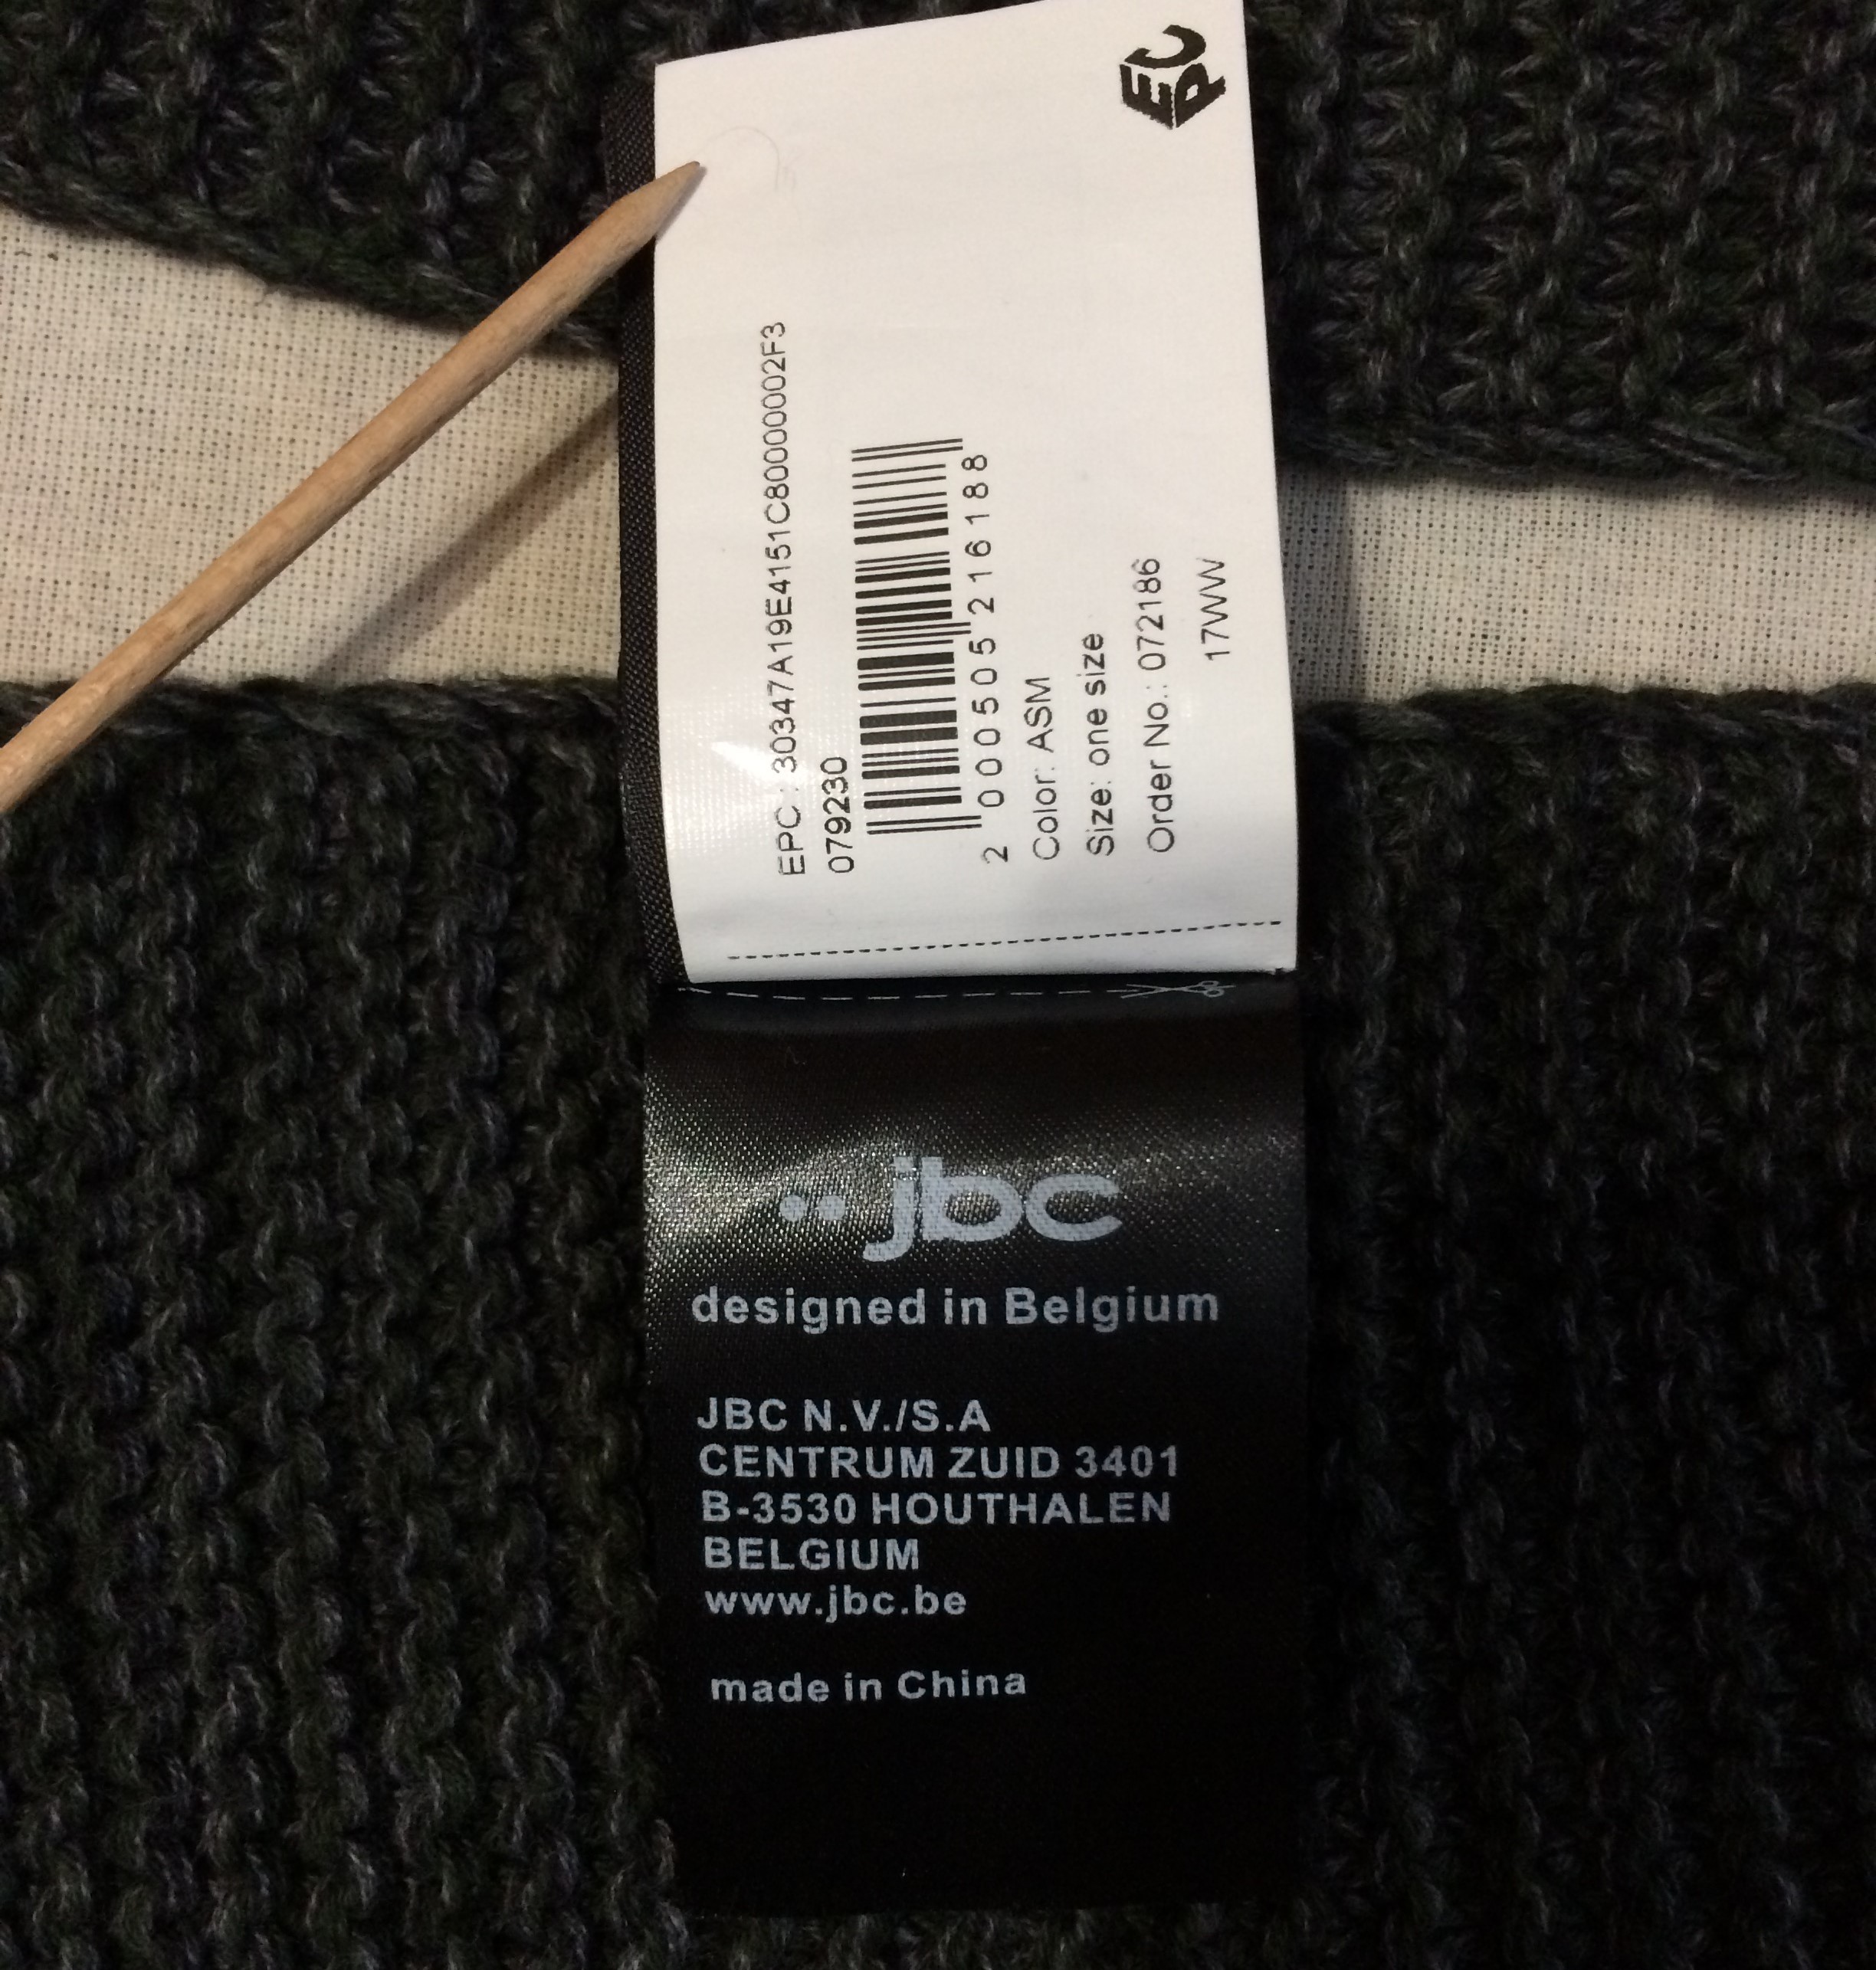 EPC
EPC : 30347A19E4151C80000002F3
079230
2 000505 216188
Color: ASM
Size: one size
Order No.: 072186
17WW
jbc
designed in Belgium
JBC N.V./S.A
CENTRUM ZUID 3401
B-3530 HOUTHALEN
BELGIUM
www.jbc.be
made in China